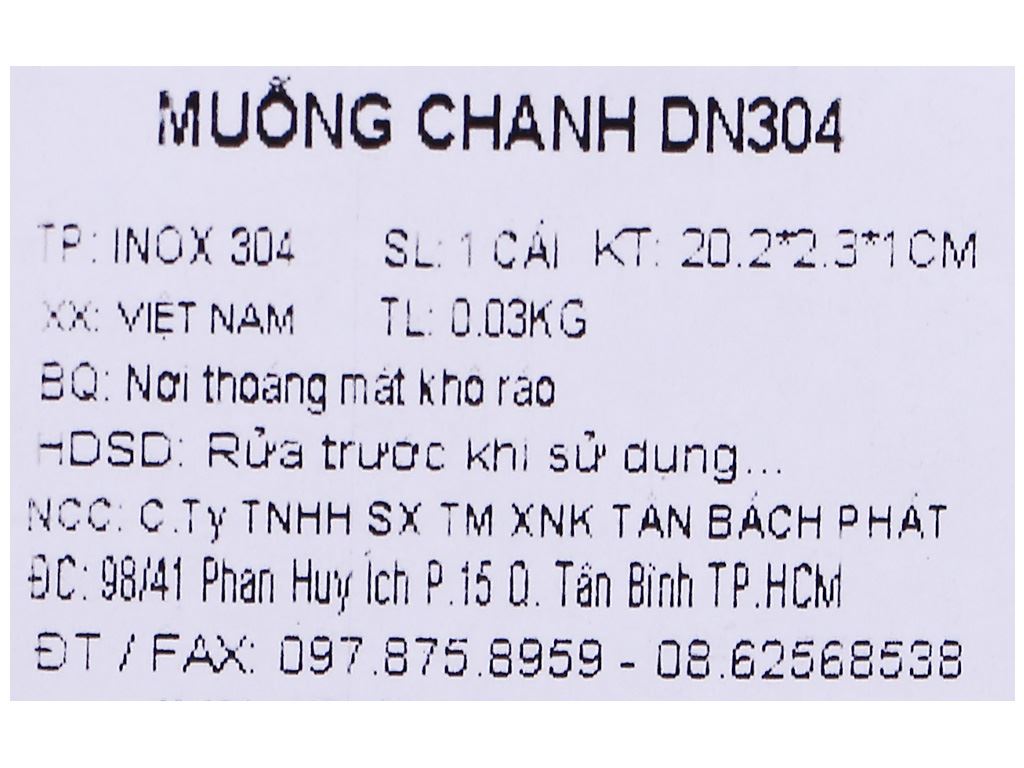 MUỖNG CHANH DN304
TP: INOX 304 SL: 1 CÁI KT: 20.2*2.3*1CM
XX: VIỆT NAM TL: 0.03KG
BQ: Nơi thoáng mát khô ráo
HDSD: Rửa trước khi sử dụng...
NCC: C.Ty TNHH SX TM XNK TÂN BÁCH PHÁT
ĐC: 98/41 Phan Huy Ích P.15 Q. Tân Bình TP.HCM
ĐT / FAX: 097.875.8959 - 08.62568538